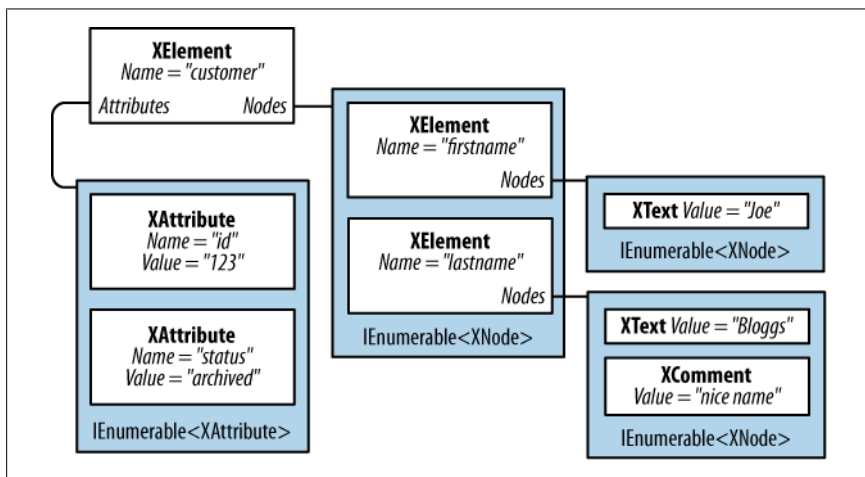 XElement
Name = "customer"
Attributes Nodes
XAttribute
Name = "id"
Value = "123"
XAttribute
Name = "status"
Value = "archived"
IEnumerable<XAttribute>
XElement
Name = "firstname"
Nodes
XElement
Name = "lastname"
Nodes
IEnumerable<XNode>
XText Value = "Joe"
IEnumerable<XNode>
XText Value = "Bloggs"
XComment
Value = "nice name"
IEnumerable<XNode>